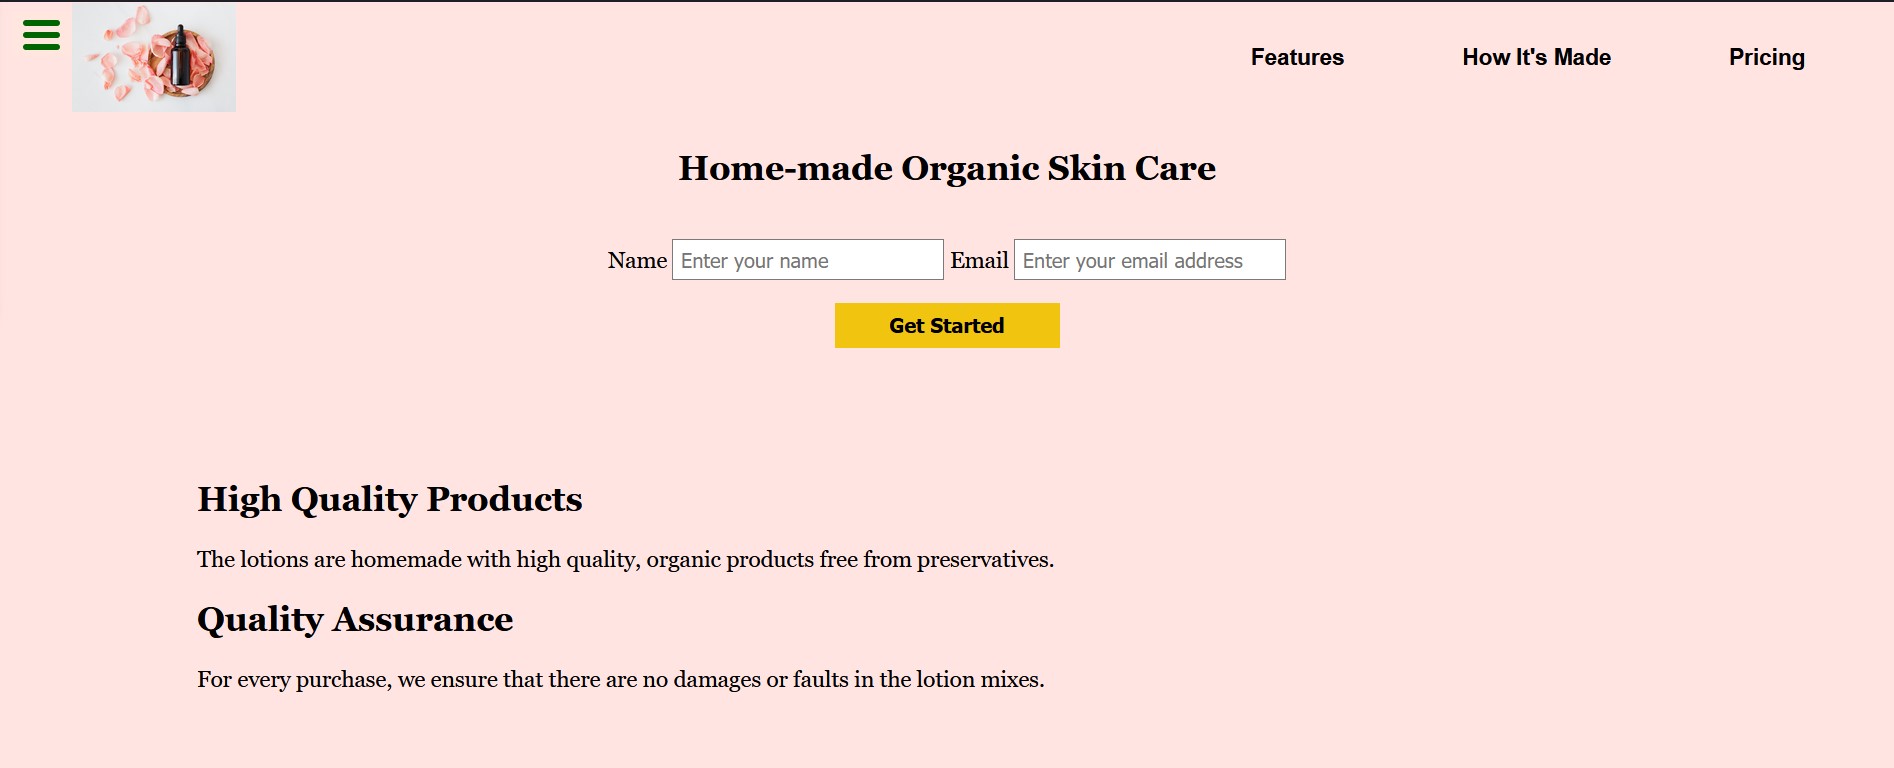 Features How It's Made Pricing
Home-made Organic Skin Care
Name Enter your name Email Enter your email address
Get Started
High Quality Products
The lotions are homemade with high quality, organic products free from preservatives.
Quality Assurance
For every purchase, we ensure that there are no damages or faults in the lotion mixes.